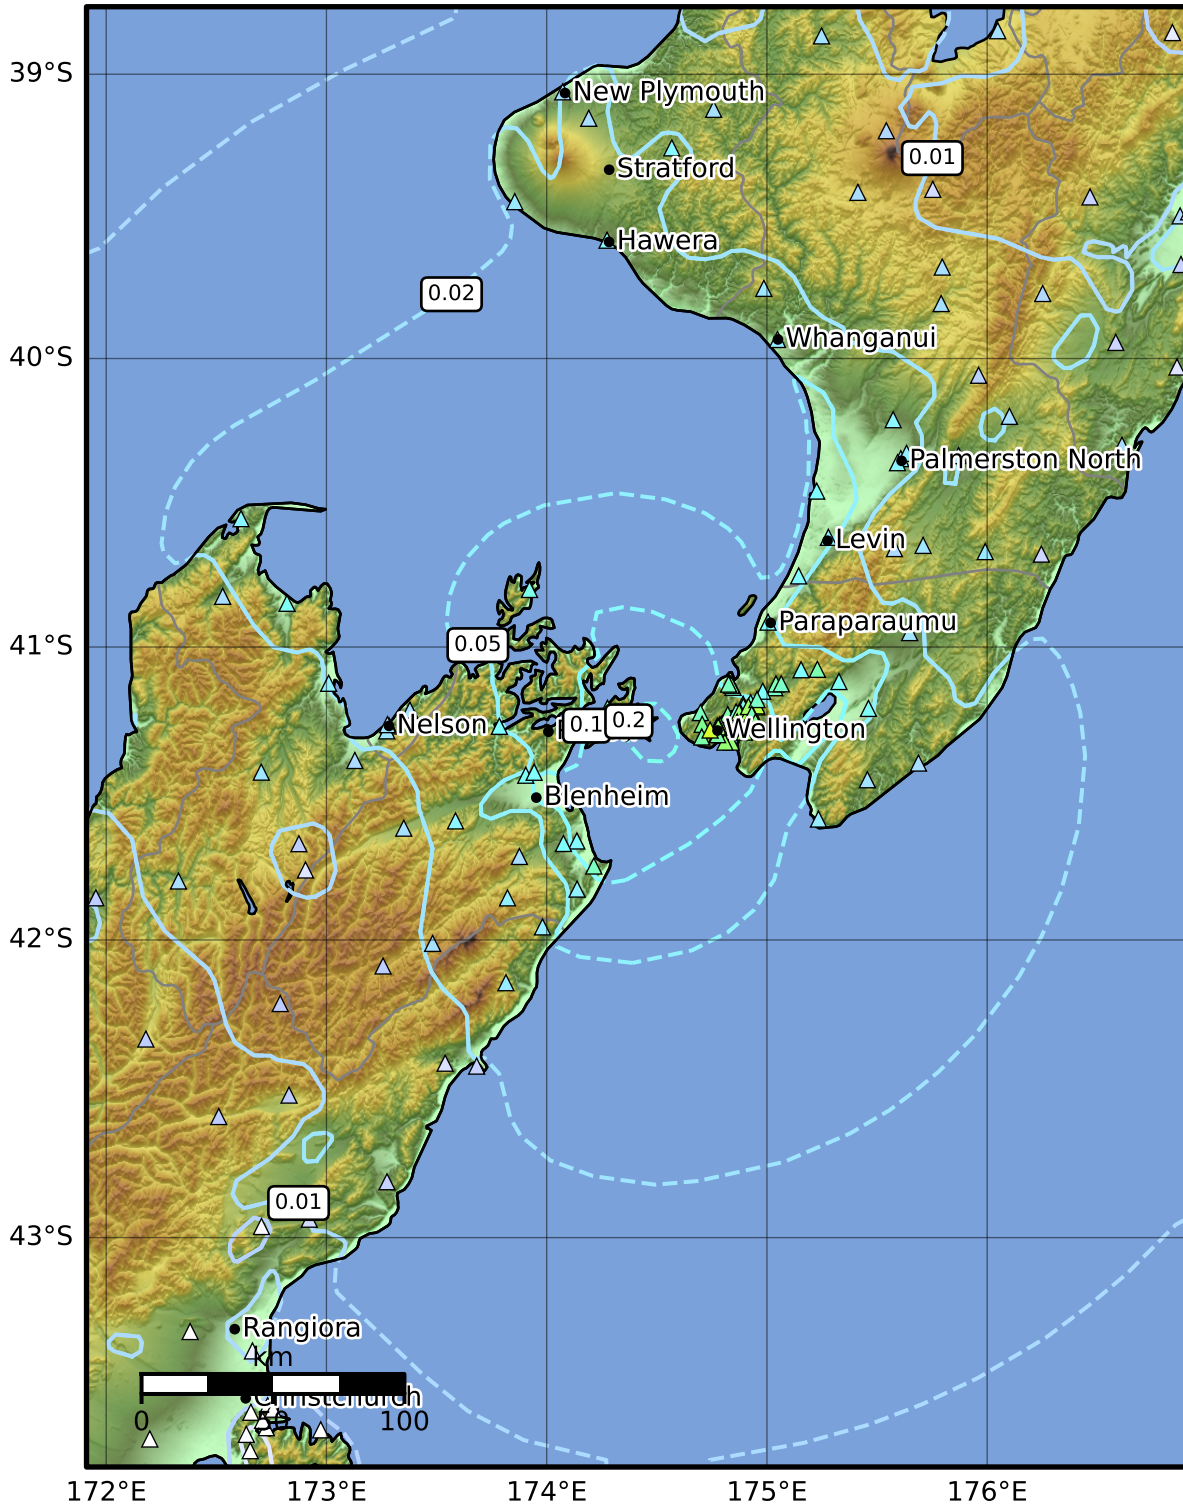 39°S
New Plymouth
0.01
Stratford
Hawera
0.02
Whanganui
40°S
Palmerston North
Levin
Paraparaumu
41°S
0.05
Nelson
0.1
0.2
Wellington
Blenheim
42°S
0.01
43°S
Rangiora
km
Christchurch
0
100
172°E
173°E
174°E
175°E
176°E